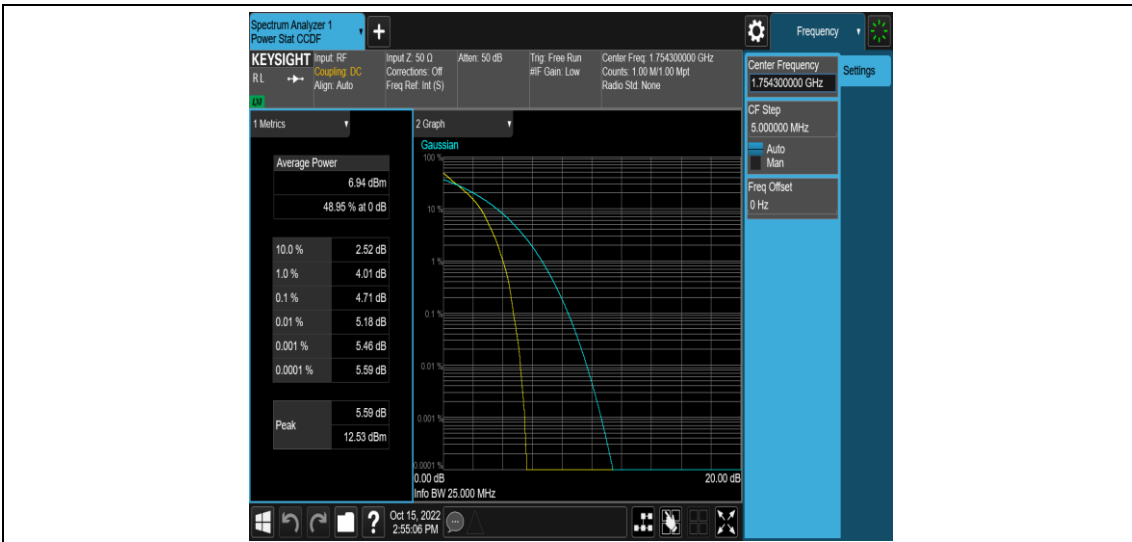 Spectrum Analyzer 1
Power Stat CCDF
+
Frequency
KEYSIGHT
Input: RF
Coupling: DC
Align: Auto
Input Z: 50 Ω
Corrections: Off
Freq Ref: Int (S)
Atten: 50 dB
Trig: Free Run
#IF Gain: Low
Center Freq: 1.754300000 GHz
Counts: 1.00 M/1.00 Mpt
Radio Std: None
RL
LXI
Center Frequency
1.754300000 GHz
Settings
CF Step
5.000000 MHz
Auto
Man
Freq Offset
0 Hz
1 Metrics
Average Power
6.94 dBm
48.95 % at 0 dB
10.0 % 2.52 dB
1.0 % 4.01 dB
0.1 % 4.71 dB
0.01 % 5.18 dB
0.001 % 5.46 dB
0.0001 % 5.59 dB
Peak
5.59 dB
12.53 dBm
2 Graph
Gaussian
100 %
10 %
1 %
0.1 %
0.01 %
0.001 %
0.0001 %
0.00 dB
20.00 dB
Info BW 25.000 MHz
?
Oct 15, 2022
2:55:06 PM